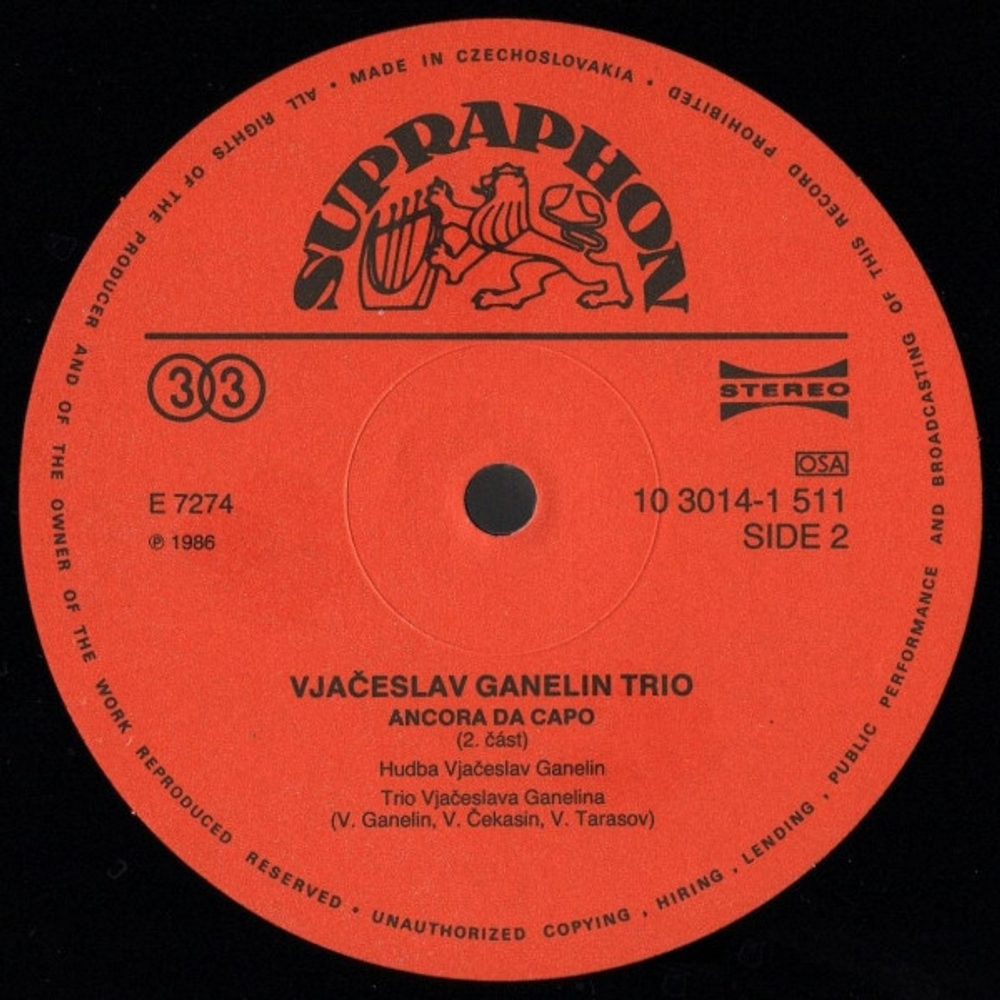 • MADE IN CZECHOSLOVAKIA •
ALL RIGHTS OF THE PRODUCER AND OF THE OWNER OF THE WORK REPRODUCED RESERVED • UNAUTHORIZED COPYING , HIRING , LENDING , PUBLIC PERFORMANCE AND BROADCASTING OF THIS RECORD PROHIBITED
SUPRAPHON
33
STEREO
OSA
E 7274
10 3014-1 511
℗ 1986
SIDE 2
VJAČESLAV GANELIN TRIO
ANCORA DA CAPO
(2. část)
Hudba Vjačeslav Ganelin
Trio Vjačeslava Ganelina
(V. Ganelin, V. Čekasin, V. Tarasov)